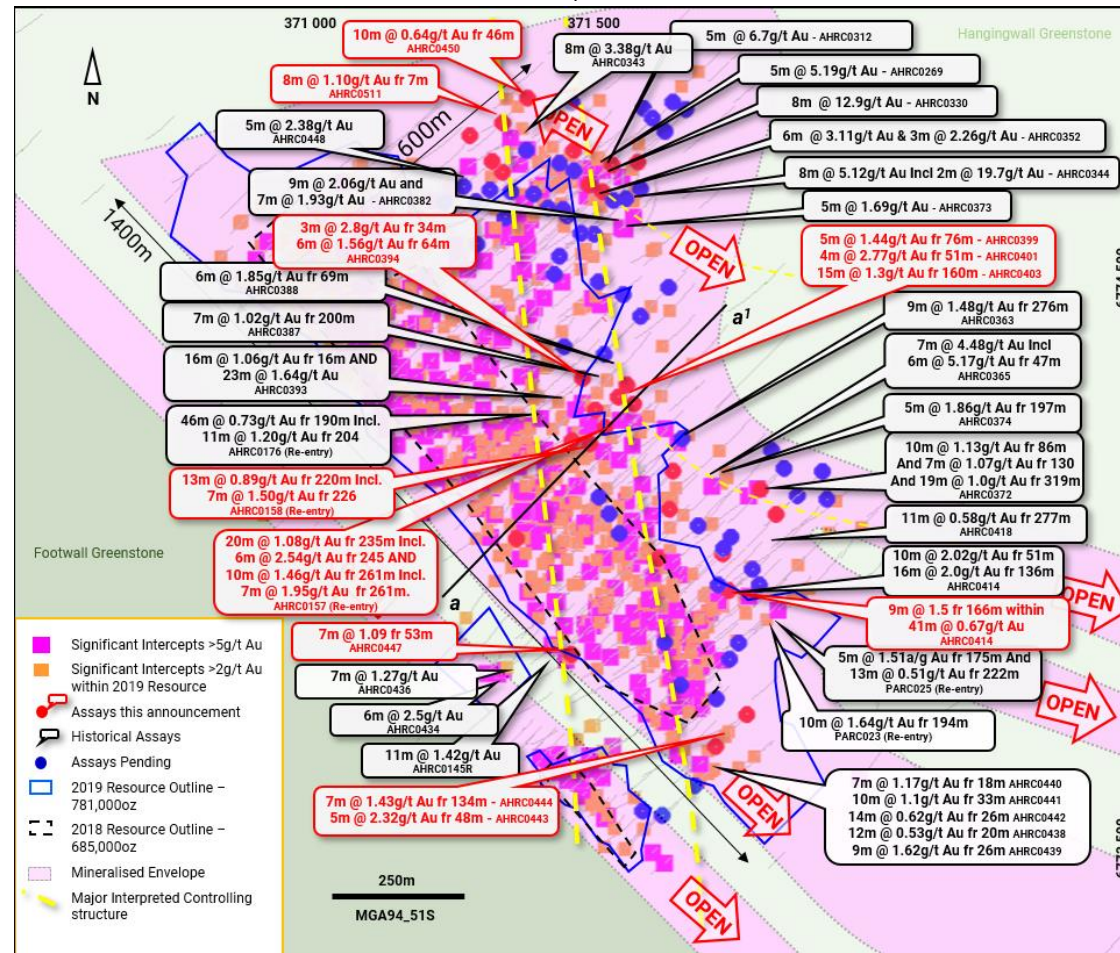 371 000
371 500
Hangingwall Greenstone
N
10m @ 0.64g/t Au fr 46m
AHRC0450
8m @ 3.38g/t Au
AHRC0343
5m @ 6.7g/t Au - AHRC0312
8m @ 1.10g/t Au fr 7m
AHRC0511
5m @ 5.19g/t Au - AHRC0269
8m @ 12.9g/t Au - AHRC0330
OPEN
5m @ 2.38g/t Au
AHRC0448
600m
6m @ 3.11g/t Au & 3m @ 2.26g/t Au - AHRC0352
8m @ 5.12g/t Au Incl 2m @ 19.7g/t Au - AHRC0344
9m @ 2.06g/t Au and
7m @ 1.93g/t Au - AHRC0382
5m @ 1.69g/t Au - AHRC0373
1400m
3m @ 2.8g/t Au fr 34m
6m @ 1.56g/t Au fr 64m
AHRC0394
OPEN
5m @ 1.44g/t Au fr 76m - AHRC0399
4m @ 2.77g/t Au fr 51m - AHRC0401
15m @ 1.3g/t Au fr 160m - AHRC0403
6m @ 1.85g/t Au fr 69m
AHRC0388
a¹
9m @ 1.48g/t Au fr 276m
AHRC0363
7m @ 1.02g/t Au fr 200m
AHRC0387
7m @ 4.48g/t Au Incl
6m @ 5.17g/t Au fr 47m
AHRC0365
16m @ 1.06g/t Au fr 16m AND
23m @ 1.64g/t Au
AHRC0393
5m @ 1.86g/t Au fr 197m
AHRC0374
46m @ 0.73g/t Au fr 190m Incl.
11m @ 1.20g/t Au fr 204
AHRC0176 (Re-entry)
10m @ 1.13g/t Au fr 86m
And 7m @ 1.07g/t Au fr 130
And 19m @ 1.0g/t Au fr 319m
AHRC0372
13m @ 0.89g/t Au fr 220m Incl.
7m @ 1.50g/t Au fr 226
AHRC0158 (Re-entry)
11m @ 0.58g/t Au fr 277m
AHRC0418
Footwall Greenstone
20m @ 1.08g/t Au fr 235m Incl.
6m @ 2.54g/t Au fr 245 AND
10m @ 1.46g/t Au fr 261m Incl.
7m @ 1.95g/t Au fr 261m.
AHRC0157 (Re-entry)
a
10m @ 2.02g/t Au fr 51m
16m @ 2.0g/t Au fr 136m
AHRC0414
OPEN
9m @ 1.5 fr 166m within
41m @ 0.67g/t Au
AHRC0414
7m @ 1.09 fr 53m
AHRC0447
5m @ 1.51a/g Au fr 175m And
13m @ 0.51g/t Au fr 222m
PARC025 (Re-entry)
7m @ 1.27g/t Au
AHRC0436
OPEN
6m @ 2.5g/t Au
AHRC0434
10m @ 1.64g/t Au fr 194m
PARC023 (Re-entry)
11m @ 1.42g/t Au
AHRC0145R
7m @ 1.43g/t Au fr 134m - AHRC0444
5m @ 2.32g/t Au fr 48m - AHRC0443
OPEN
7m @ 1.17g/t Au fr 18m AHRC0440
10m @ 1.1g/t Au fr 33m AHRC0441
14m @ 0.62g/t Au fr 26m AHRC0442
12m @ 0.53g/t Au fr 20m AHRC0438
9m @ 1.62g/t Au fr 26m AHRC0439
OPEN
Significant Intercepts >5g/t Au
Significant Intercepts >2g/t Au
within 2019 Resource
Assays this announcement
Historical Assays
Assays Pending
2019 Resource Outline –
781,000oz
2018 Resource Outline –
685,000oz
Mineralised Envelope
Major Interpreted Controlling
structure
250m
MGA94_51S